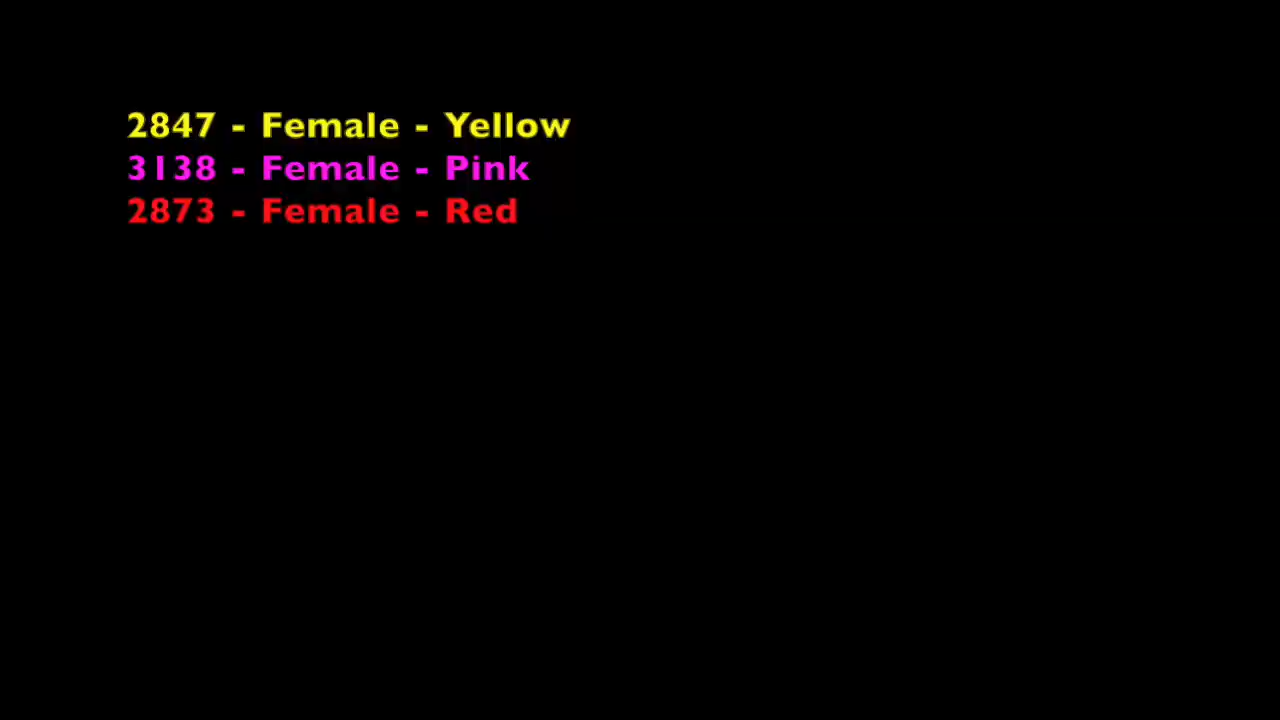 2847 - Female - Yellow
3138 - Female - Pink
2873 - Female - Red